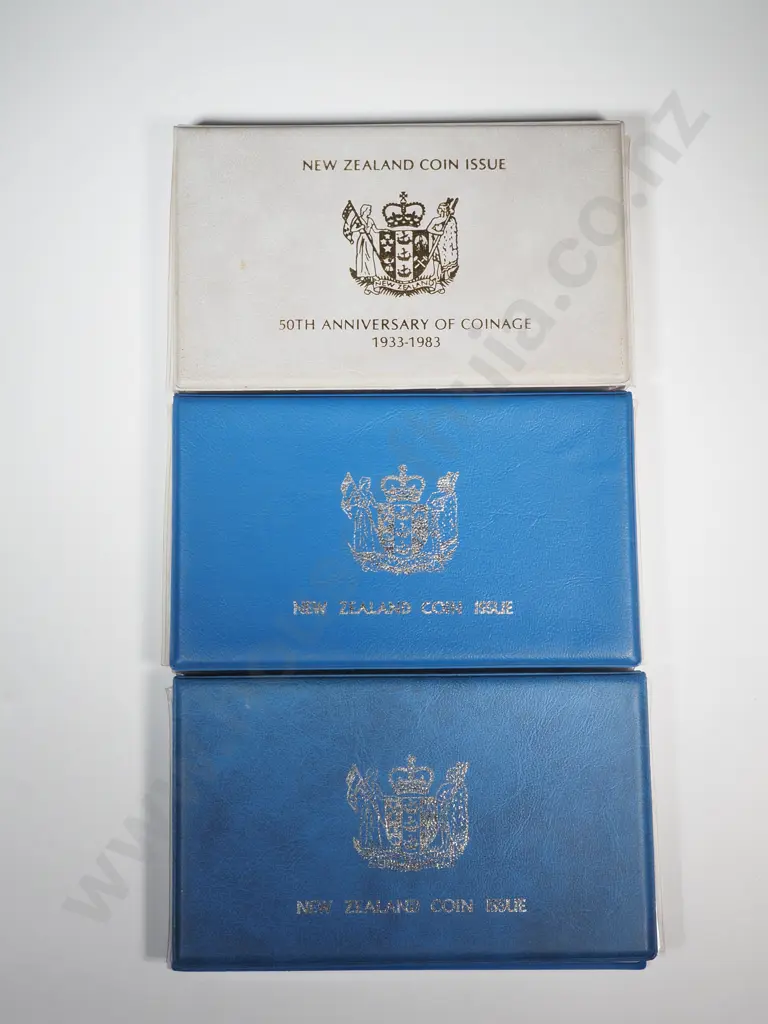 NEW ZEALAND COIN ISSUE
NEW ZEALAND
50TH ANNIVERSARY OF COINAGE
1933-1983
NEW ZEALAND COIN ISSUE
NEW ZEALAND COIN ISSUE